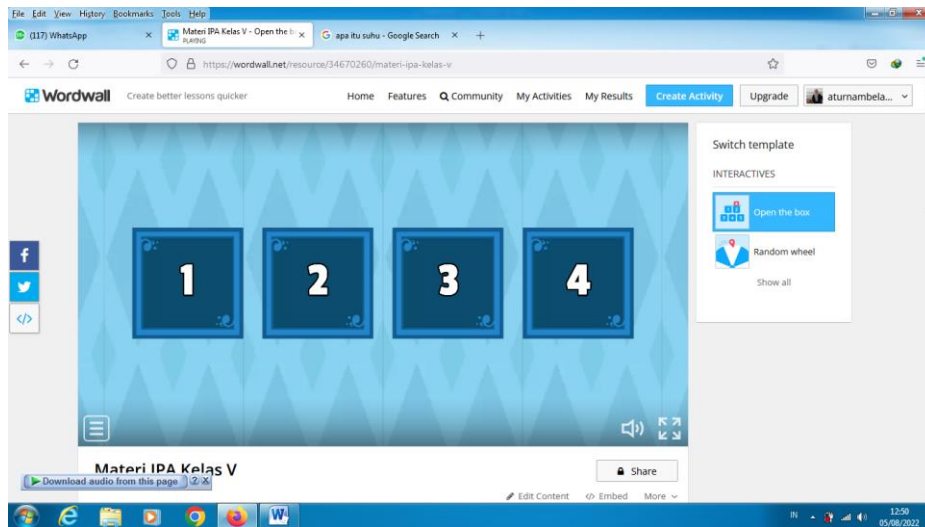 File Edit View History Bookmarks Tools Help
(117) WhatsApp
Materi IPA Kelas V - Open the b
PLAYING
apa itu suhu - Google Search
https://wordwall.net/resource/34670260/materi-ipa-kelas-v
Wordwall Create better lessons quicker Home Features Community My Activities My Results Create Activity Upgrade aturnambela...
Switch template
INTERACTIVES
Open the box
Random wheel
Show all
1 2 3 4
Materi IPA Kelas V
Share
Download audio from this page
Edit Content Embed More
IN 12:50
05/08/2022